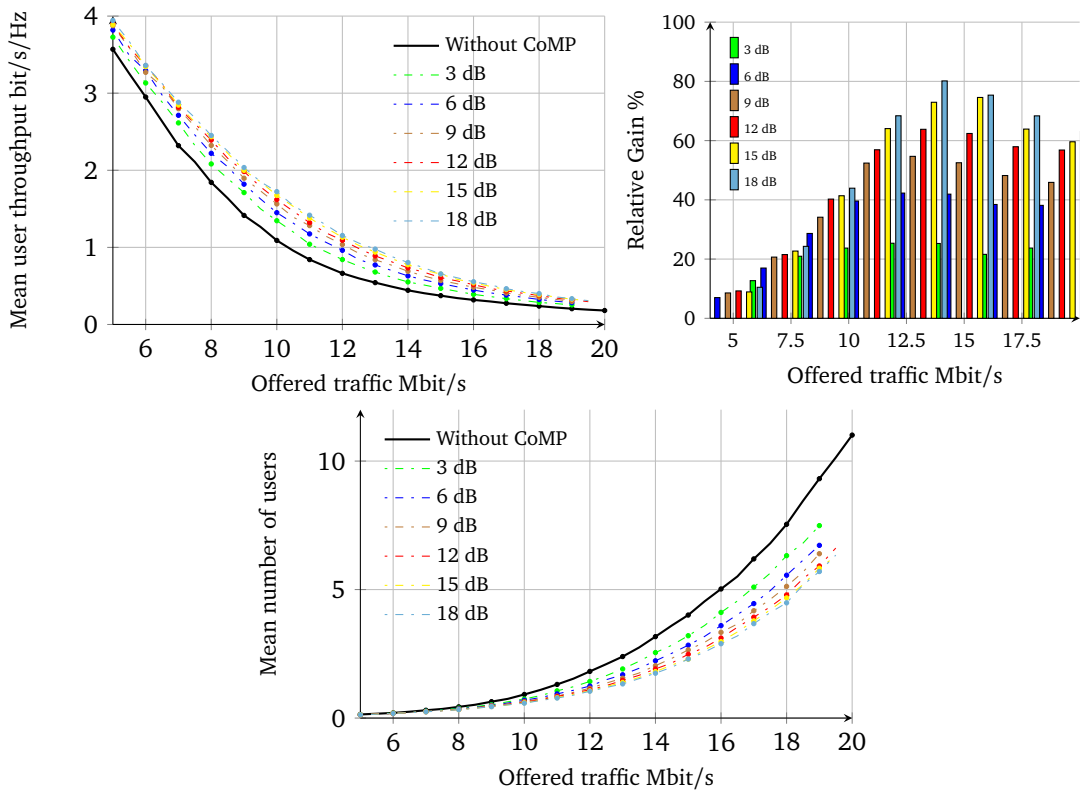 Mean user throughput bit/s/Hz
4
3
2
1
0
6 8 10 12 14 16 18 20
Offered traffic Mbit/s
Without CoMP
3 dB
6 dB
9 dB
12 dB
15 dB
18 dB
Relative Gain %
100
80
60
40
20
0
5 7.5 10 12.5 15 17.5
Offered traffic Mbit/s
3 dB
6 dB
9 dB
12 dB
15 dB
18 dB
Mean number of users
10
5
0
6 8 10 12 14 16 18 20
Offered traffic Mbit/s
Without CoMP
3 dB
6 dB
9 dB
12 dB
15 dB
18 dB